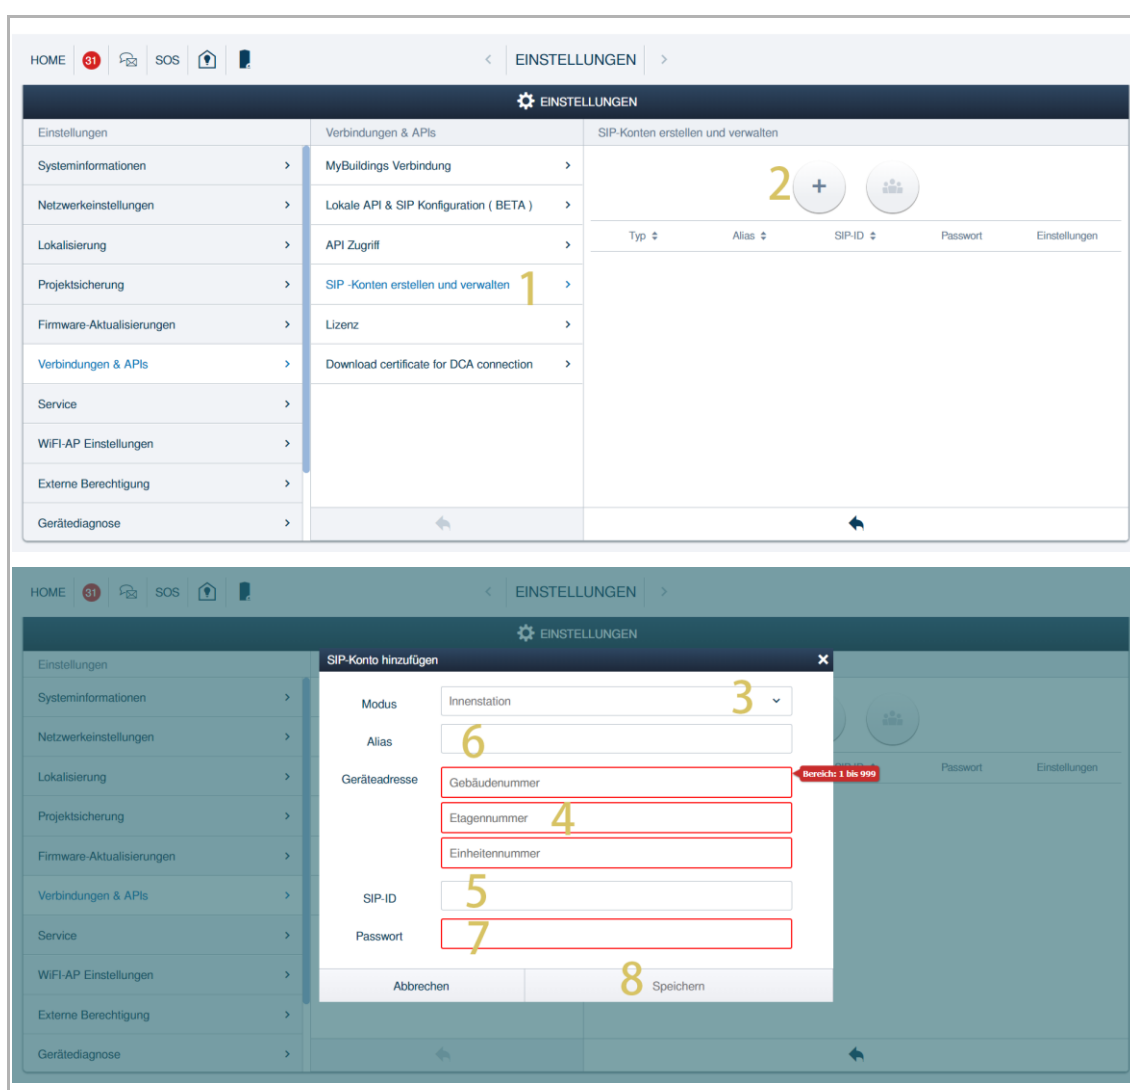 HOME 31 SOS < EINSTELLUNGEN >
EINSTELLUNGEN
Einstellungen Verbindungen & APIs SIP-Konten erstellen und verwalten
Systeminformationen MyBuildings Verbindung
2 +
Netzwerkeinstellungen Lokale API & SIP Konfiguration ( BETA )
Typ Alias SIP-ID Passwort Einstellungen
Lokalisierung API Zugriff
Projektsicherung SIP -Konten erstellen und verwalten 1
Firmware-Aktualisierungen Lizenz
Verbindungen & APIs Download certificate for DCA connection
Service
WiFI-AP Einstellungen
Externe Berechtigung
Gerätediagnose
HOME 31 SOS < EINSTELLUNGEN >
EINSTELLUNGEN
Einstellungen
SIP-Konto hinzufügen
Systeminformationen
Modus Innenstation 3
Netzwerkeinstellungen
Alias 6
Lokalisierung
Geräteadresse Gebäudenummer Bereich: 1 bis 999
Passwort Einstellungen
Projektsicherung
Etagennummer 4
Firmware-Aktualisierungen
Einheitennummer
Verbindungen & APIs
SIP-ID 5
Service
Passwort 7
WiFI-AP Einstellungen
Abbrechen 8 Speichern
Externe Berechtigung
Gerätediagnose